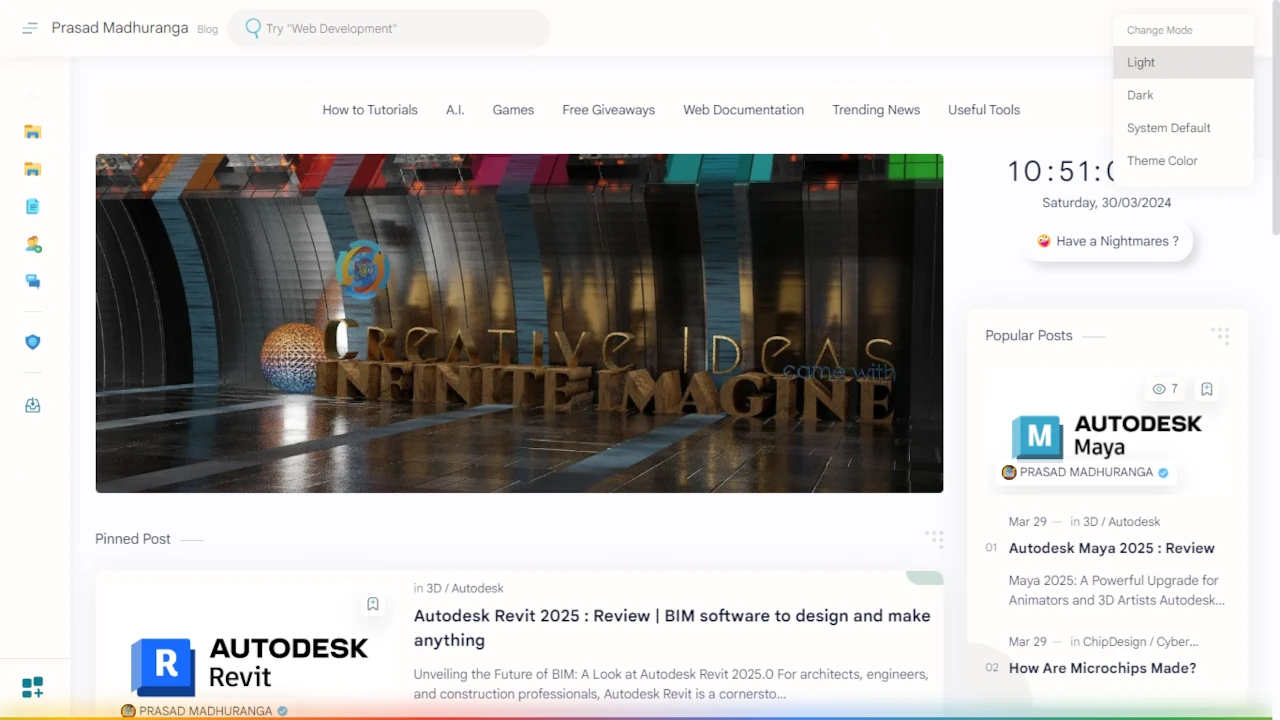 Prasad Madhuranga Blog
Try "Web Development"
Change Mode
Light
Dark
System Default
Theme Color
How to Tutorials
A.I.
Games
Free Giveaways
Web Documentation
Trending News
Useful Tools
10:51:0
Saturday, 30/03/2024
Have a Nightmares ?
CREATIVE IDEAS
came with
INFINITE IMAGINE
Popular Posts
7
M AUTODESK
Maya
PRASAD MADHURANGA
Mar 29 — in 3D / Autodesk
01 Autodesk Maya 2025 : Review
Maya 2025: A Powerful Upgrade for
Animators and 3D Artists Autodesk...
Mar 29 — in ChipDesign / Cyber...
02 How Are Microchips Made?
Pinned Post
R AUTODESK
Revit
PRASAD MADHURANGA
in 3D / Autodesk
Autodesk Revit 2025 : Review | BIM software to design and make
anything
Unveiling the Future of BIM: A Look at Autodesk Revit 2025.0 For architects, engineers,
and construction professionals, Autodesk Revit is a cornersto...